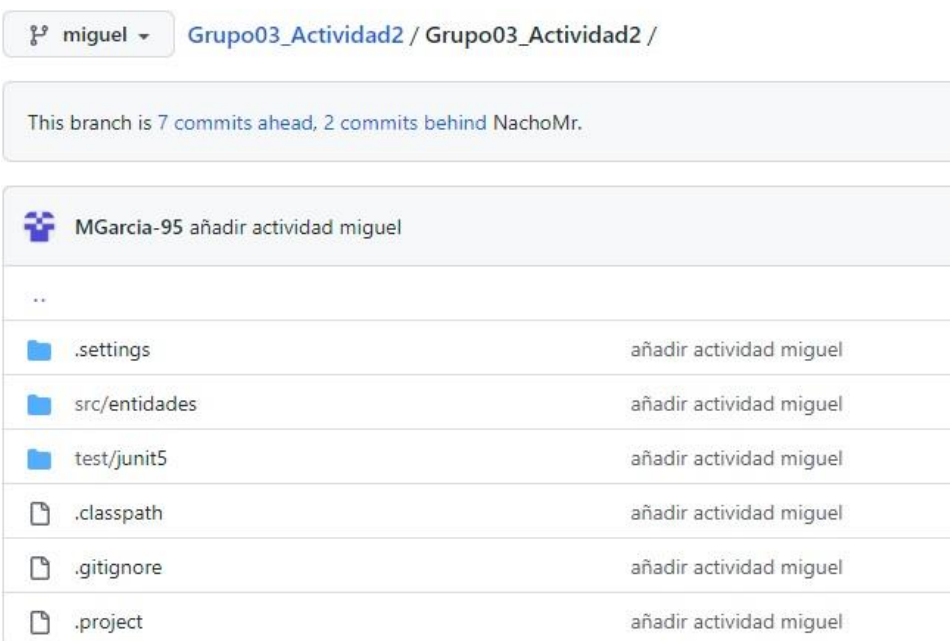 miguel Grupo03_Actividad2 / Grupo03_Actividad2 /
This branch is 7 commits ahead, 2 commits behind NachoMr.
MGarcia-95 añadir actividad miguel
..
.settings añadir actividad miguel
src/entidades añadir actividad miguel
test/junit5 añadir actividad miguel
.classpath añadir actividad miguel
.gitignore añadir actividad miguel
.project añadir actividad miguel